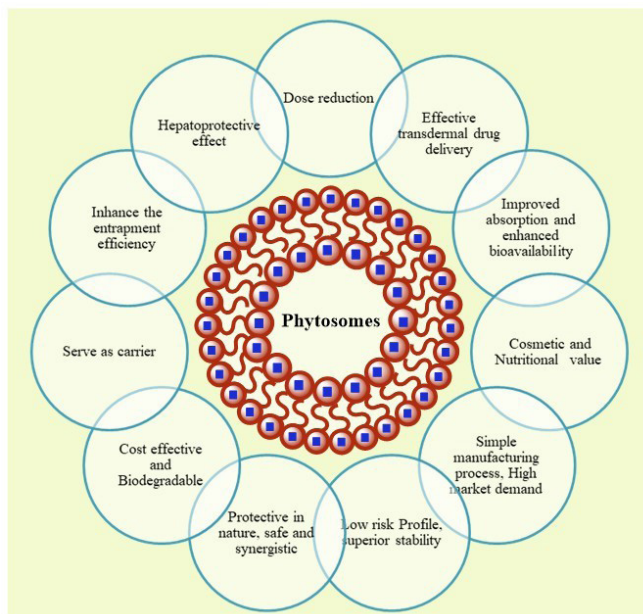 Dose reduction
Effective
transdermal drug
delivery
Improved
absorption and
enhanced
bioavailability
Cosmetic and
Nutritional value
Simple
manufacturing
process, High
market demand
Low risk Profile,
superior stability
Protective in
nature, safe and
synergistic
Cost effective
and
Biodegradable
Serve as carrier
Enhance the
entrapment
efficiency
Hepatoprotective
effect
Phytosomes